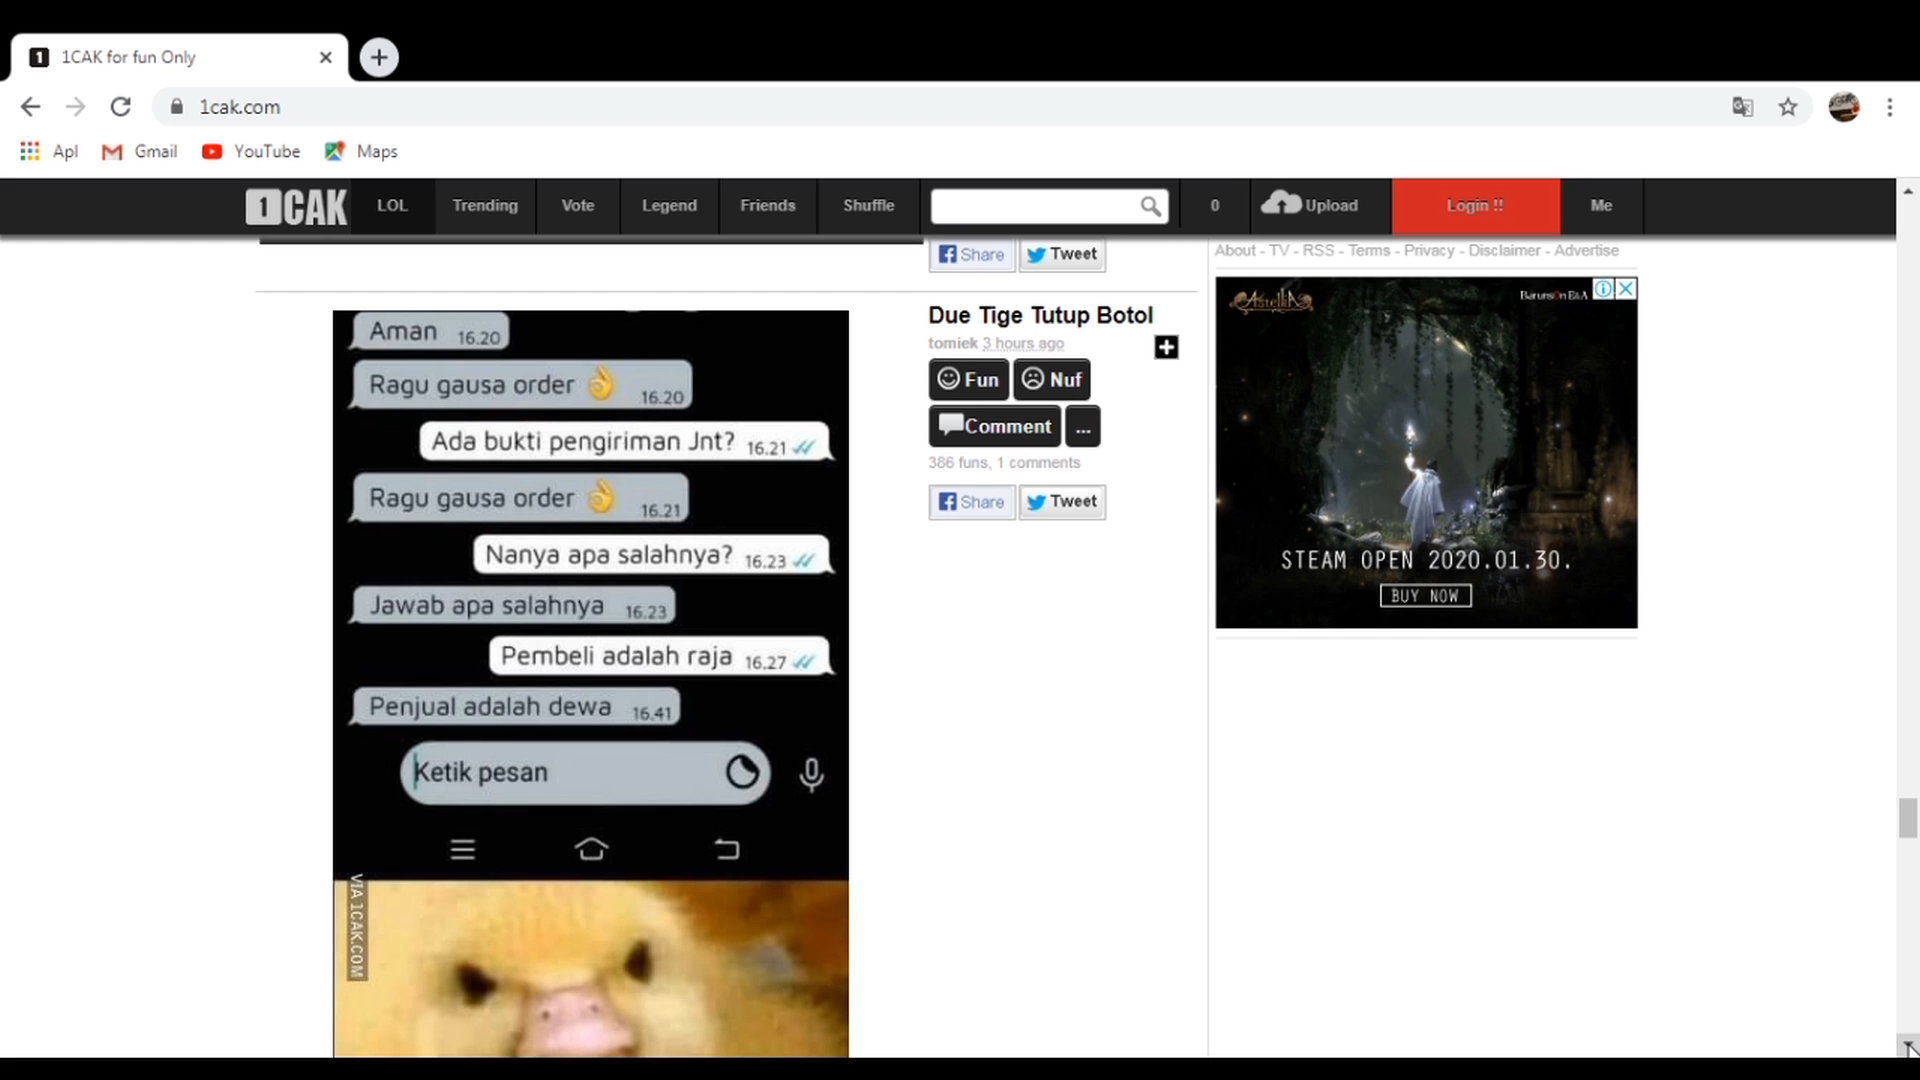 1CAK for fun Only
1cak.com
Apl
Gmail
YouTube
Maps
1CAK
LOL
Trending
Vote
Legend
Friends
Shuffle
0
Upload
Login !!
Me
Share
Tweet
About - TV - RSS - Terms - Privacy - Disclaimer - Advertise
Aman 16.20
Ragu gausa order 👌 16.20
Ada bukti pengiriman Jnt? 16.21
Ragu gausa order 👌 16.21
Nanya apa salahnya? 16.23
Jawab apa salahnya 16.23
Pembeli adalah raja 16.27
Penjual adalah dewa 16.41
Ketik pesan
VIA 1CAK.COM
Due Tige Tutup Botol
tomiek 3 hours ago
Fun
Nuf
Comment
...
386 funs, 1 comments
Share
Tweet
AstelliA
BarunsOn E&A
STEAM OPEN 2020.01.30.
BUY NOW